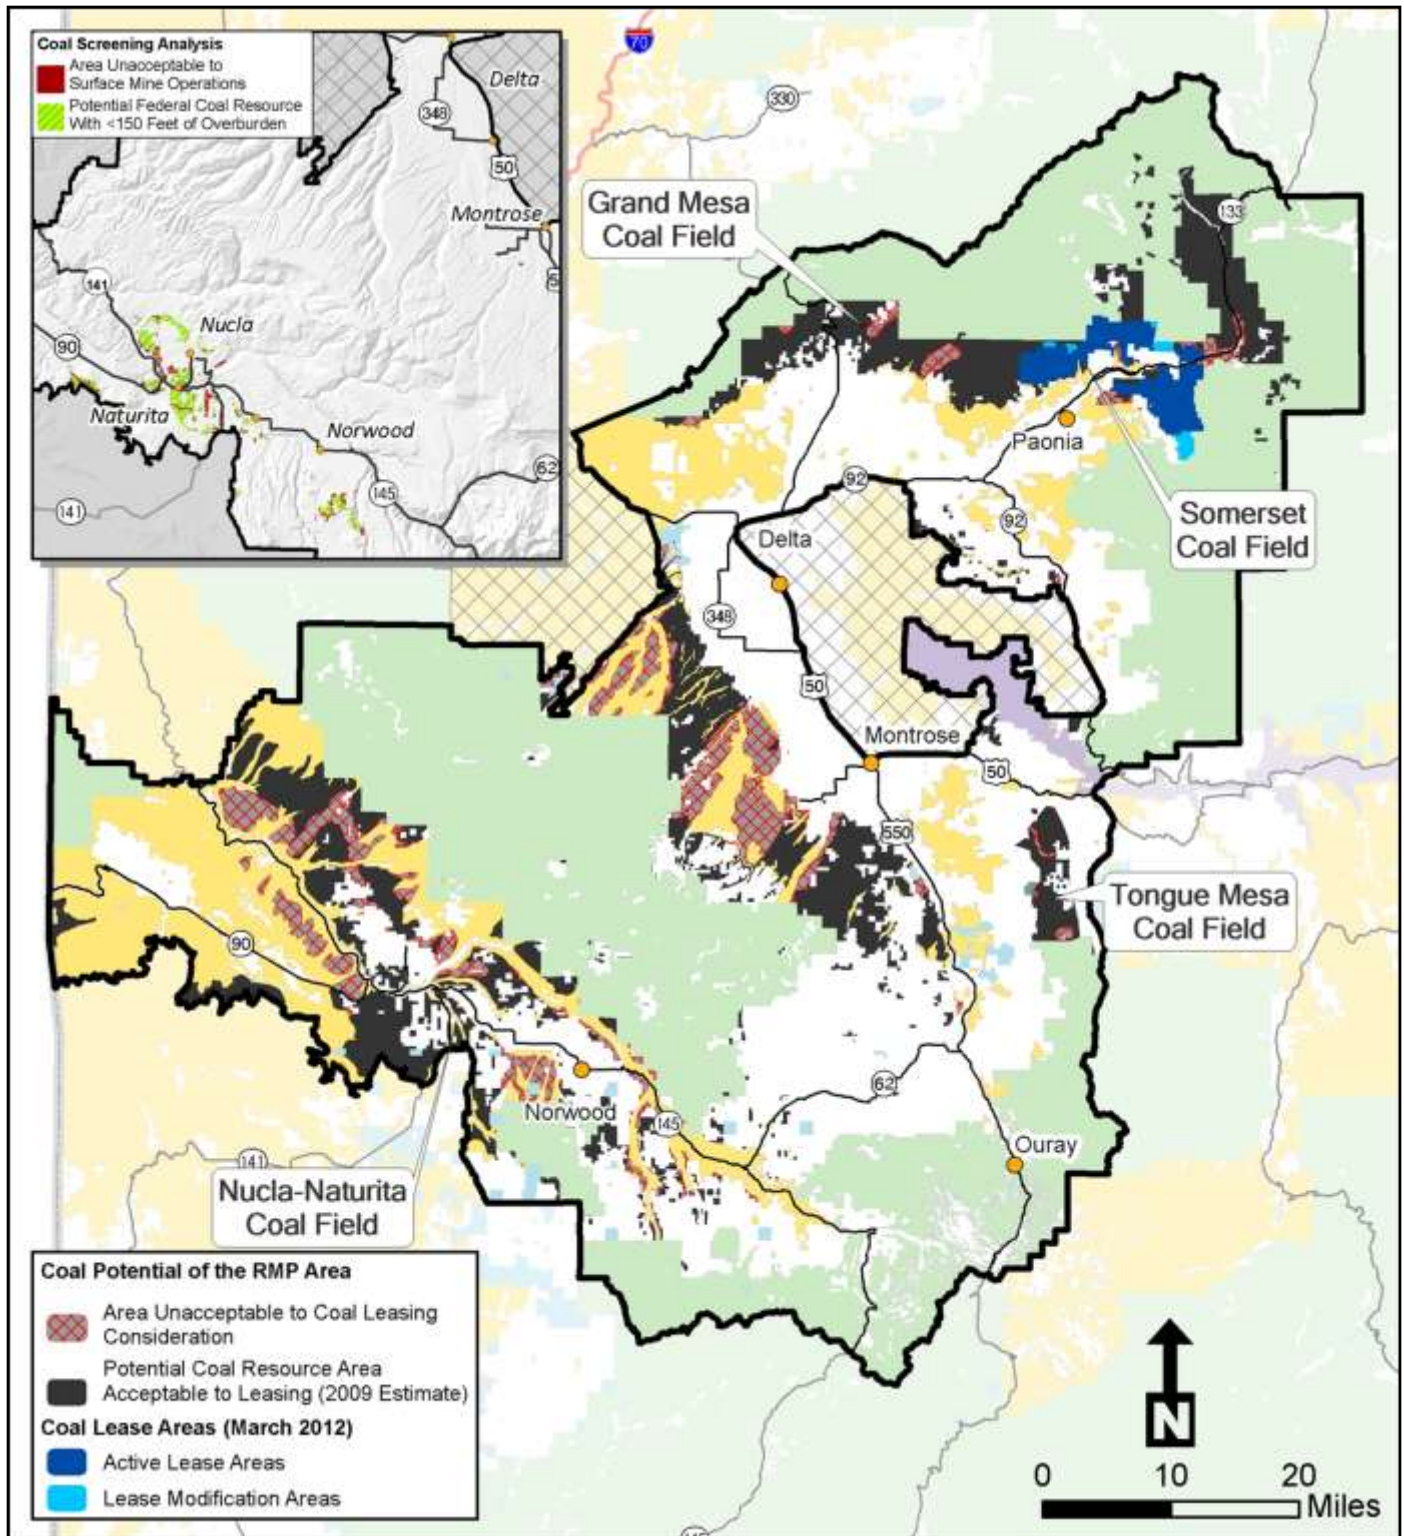 Coal Screening Analysis
Area Unacceptable to
Surface Mine Operations
Potential Federal Coal Resource
With <150 Feet of Overburden
Delta
348
50
Montrose
141
Nucla
90
Naturita
Norwood
62
145
141
70
330
Grand Mesa
Coal Field
133
Paonia
92
92
Somerset
Coal Field
Delta
348
50
Montrose
50
550
Tongue Mesa
Coal Field
90
Norwood
62
145
Ouray
141
Nucla-Naturita
Coal Field
Coal Potential of the RMP Area
Area Unacceptable to Coal Leasing
Consideration
Potential Coal Resource Area
Acceptable to Leasing (2009 Estimate)
Coal Lease Areas (March 2012)
Active Lease Areas
Lease Modification Areas
N
0 10 20
Miles